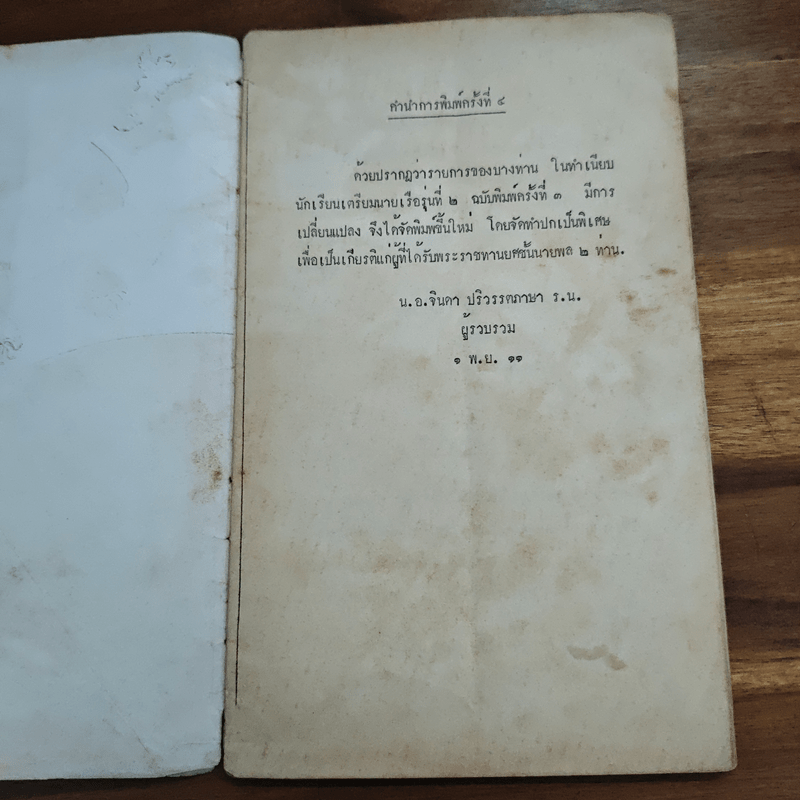 คำนำการพิมพ์ครั้งที่ ๔
ด้วยปรากฏว่ารายการของบางท่าน ในทำเนียบ
นักเรียนเตรียมนายเรือรุ่นที่ ๒ ฉบับพิมพ์ครั้งที่ ๓ มีการ
เปลี่ยนแปลง จึงได้จัดพิมพ์ขึ้นใหม่ โดยจัดทำปกเป็นพิเศษ
เพื่อเป็นเกียรติแก่ผู้ที่ได้รับพระราชทานยศชั้นนายพล ๒ ท่าน.
น.อ.จินดา ปริวรรตภาษา ร.น.
ผู้รวบรวม
๑ พ.ย. ๑๑